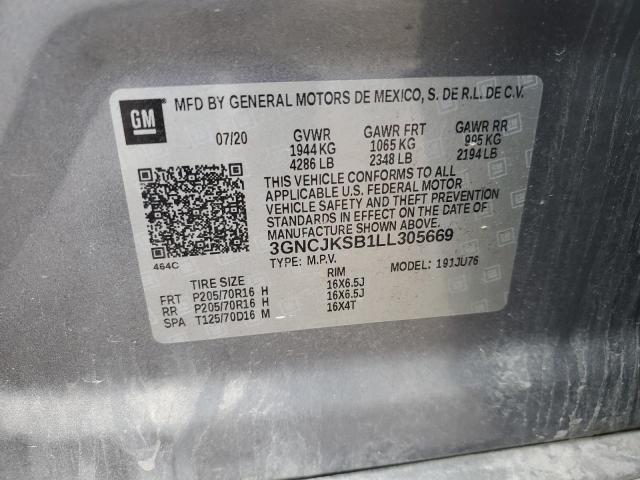 GM
MFD BY GENERAL MOTORS DE MEXICO, S. DE R.L. DE C.V.
07/20 GVWR GAWR FRT GAWR RR
1944 KG 1065 KG 995 KG
4286 LB 2348 LB 2194 LB
THIS VEHICLE CONFORMS TO ALL
APPLICABLE U.S. FEDERAL MOTOR
VEHICLE SAFETY AND THEFT PREVENTION
STANDARDS IN EFFECT ON THE DATE OF
MANUFACTURE SHOWN ABOVE.
3GNCJKSB1LL305669
TYPE: M.P.V. MODEL: 191JU76
464C
TIRE SIZE RIM
FRT P205/70R16 H 16X6.5J
RR P205/70R16 H 16X6.5J
SPA T125/70D16 M 16X4T